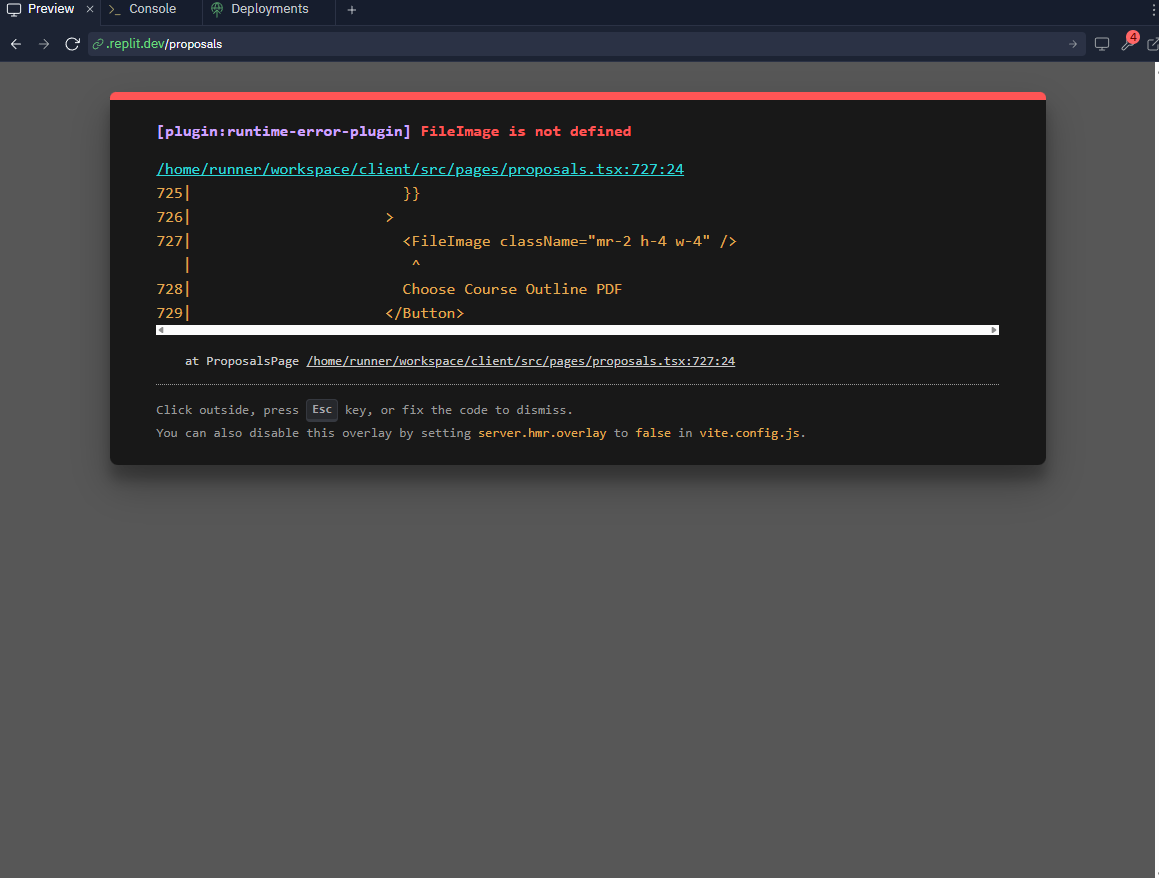 Preview × >_ Console Deployments +
.replit.dev/proposals 4
[plugin:runtime-error-plugin] FileImage is not defined
/home/runner/workspace/client/src/pages/proposals.tsx:727:24
725| }}
726| >
727| <FileImage className="mr-2 h-4 w-4" />
| ^
728| Choose Course Outline PDF
729| </Button>
at ProposalsPage /home/runner/workspace/client/src/pages/proposals.tsx:727:24
Click outside, press Esc key, or fix the code to dismiss.
You can also disable this overlay by setting server.hmr.overlay to false in vite.config.js.